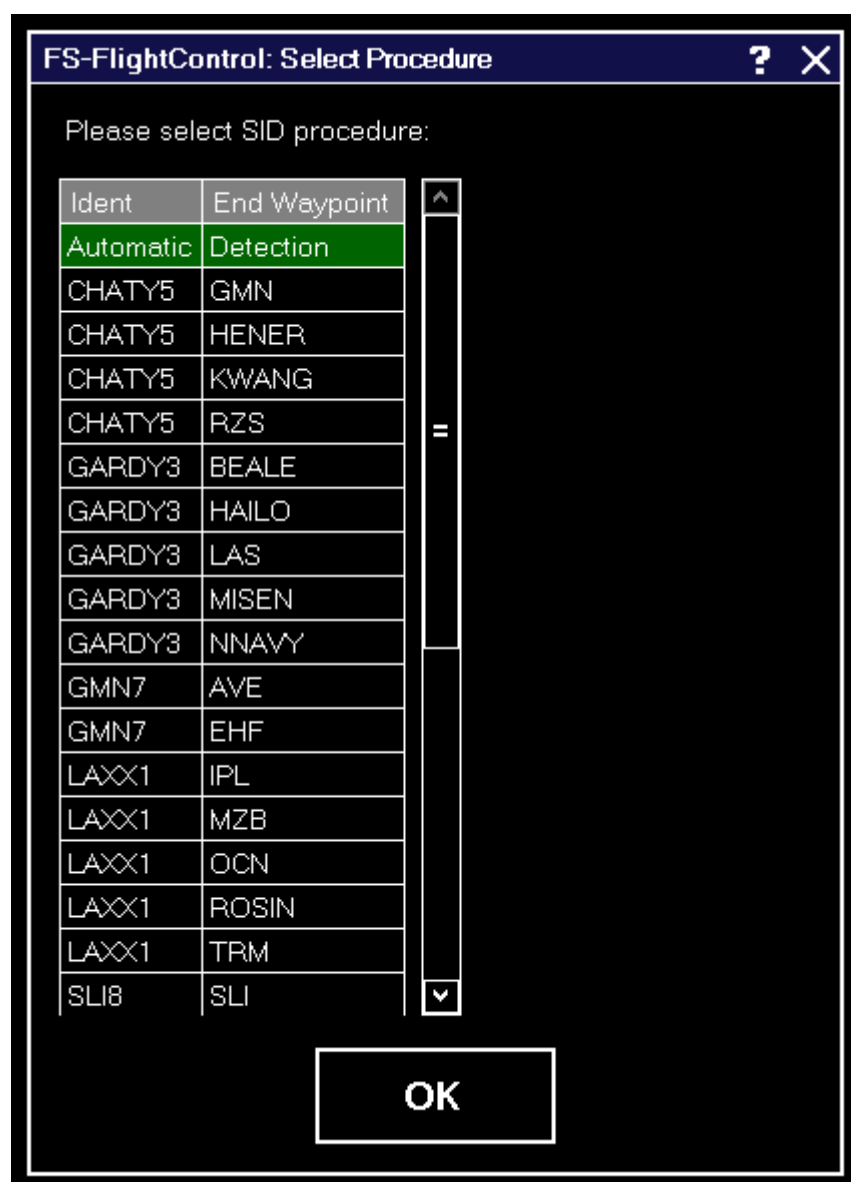 FS-FlightControl: Select Procedure ? X
Please select SID procedure:
Ident End Waypoint
Automatic Detection
CHATY5 GMN
CHATY5 HENER
CHATY5 KWANG
CHATY5 RZS
GARDY3 BEALE
GARDY3 HAILO
GARDY3 LAS
GARDY3 MISEN
GARDY3 NNAVY
GMN7 AVE
GMN7 EHF
LAXX1 IPL
LAXX1 MZB
LAXX1 OCN
LAXX1 ROSIN
LAXX1 TRM
SLI8 SLI
OK